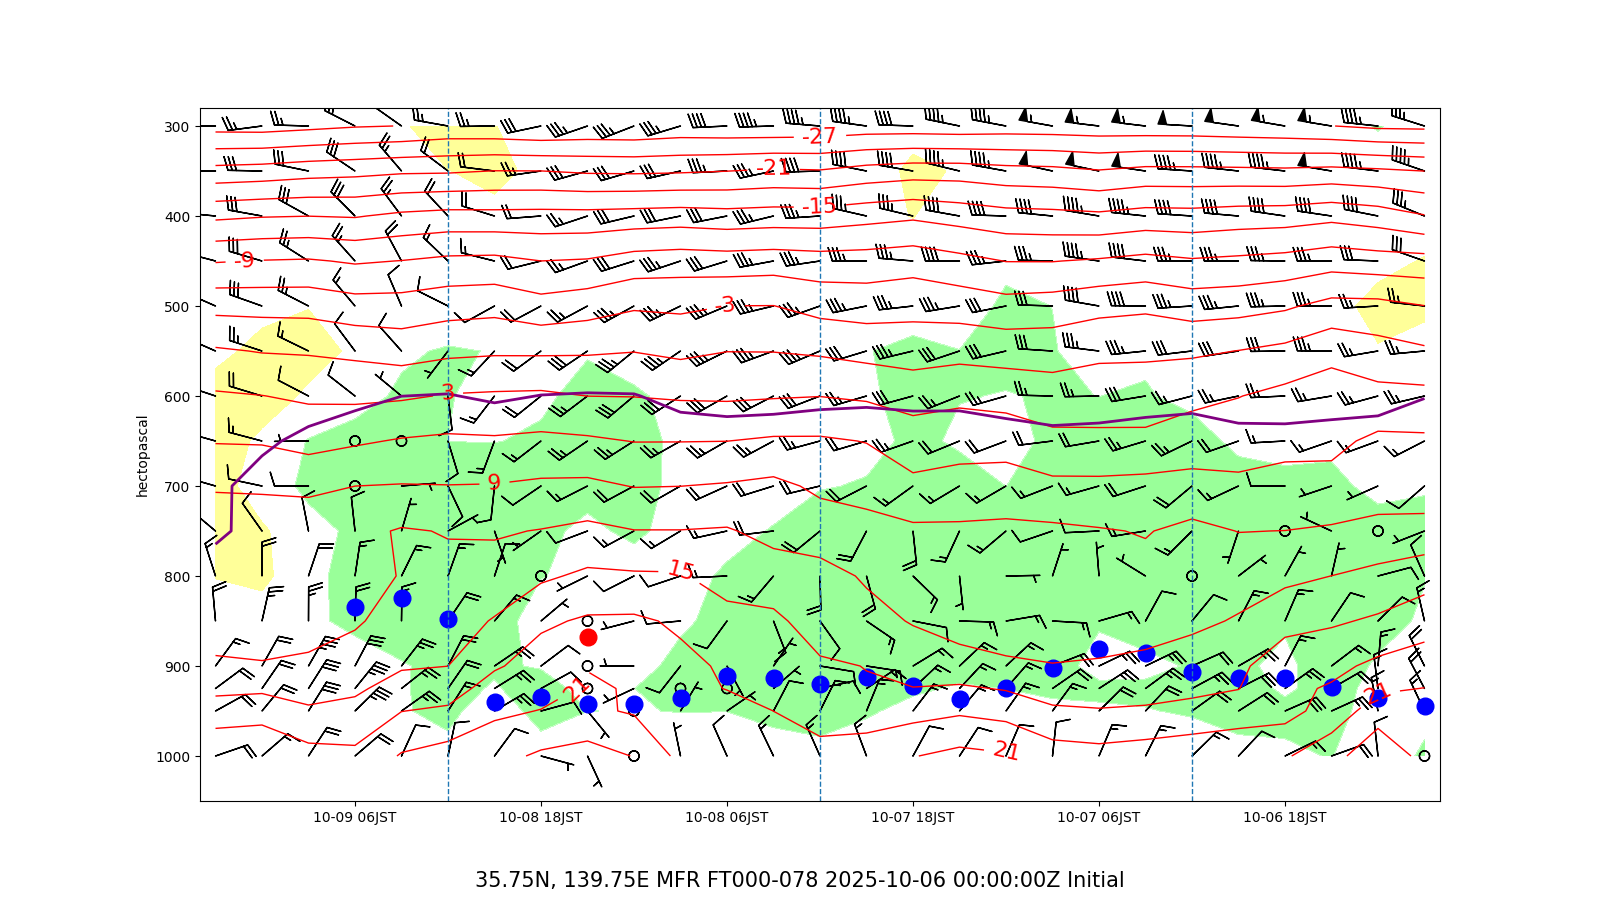 300
400
500
600
700
800
900
1000
hectopascal
-27
-21
-15
-9
-3
3
9
15
21
21
21
10-09 06JST
10-08 18JST
10-08 06JST
10-07 18JST
10-07 06JST
10-06 18JST
35.75N, 139.75E MFR FT000-078 2025-10-06 00:00:00Z Initial